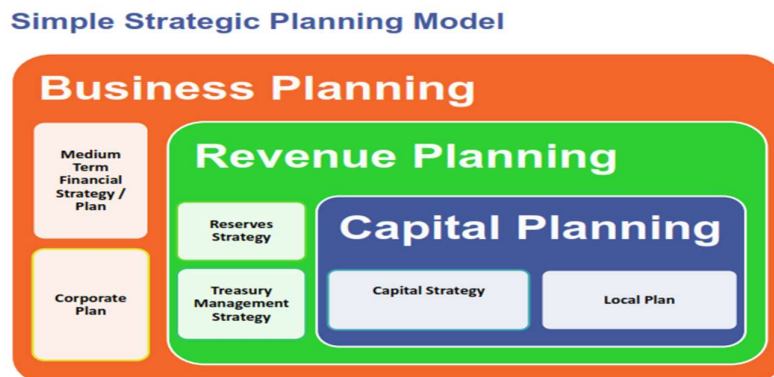 Simple Strategic Planning Model
Business Planning
Medium
Term
Financial
Strategy /
Plan
Corporate
Plan
Revenue Planning
Reserves
Strategy
Treasury
Management
Strategy
Capital Planning
Capital Strategy
Local Plan